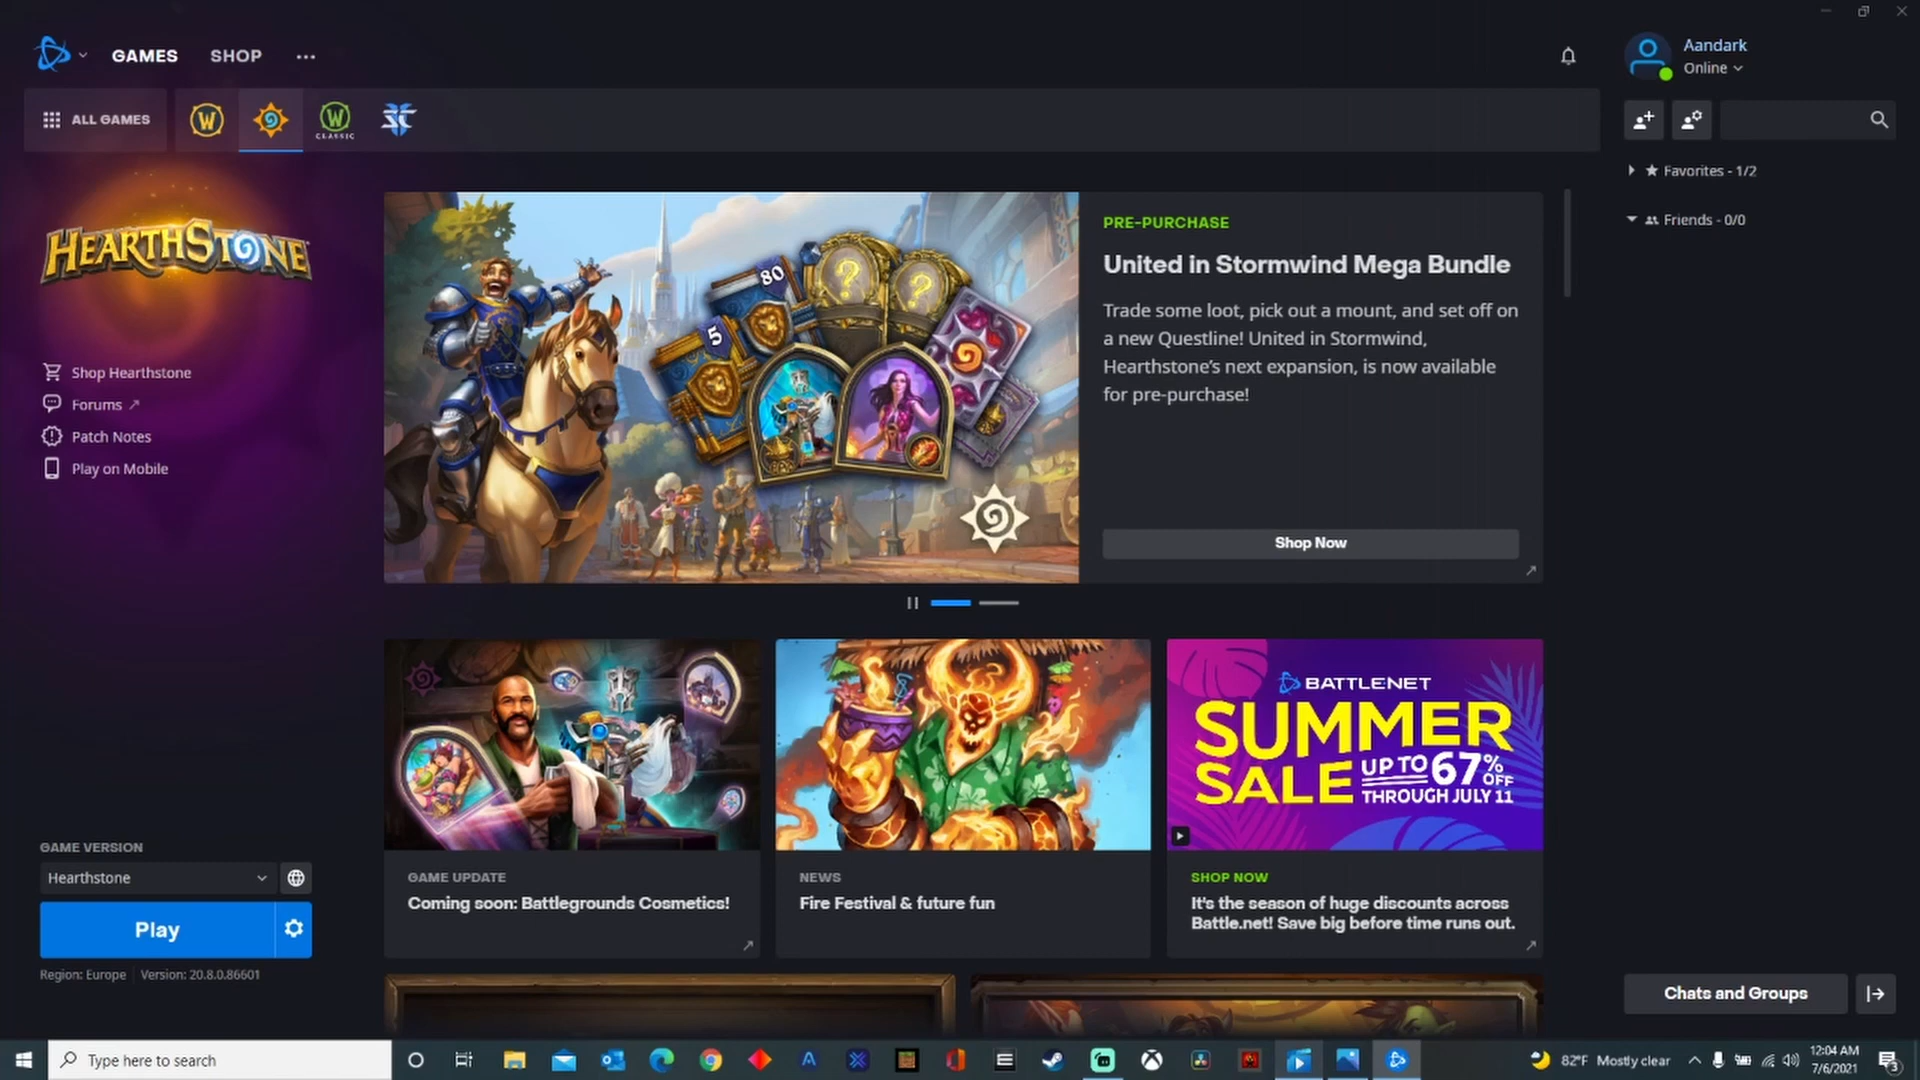 GAMES
SHOP
Aandark
Online
ALL GAMES
W
W
CLASSIC
Favorites - 1/2
Friends - 0/0
HEARTHSTONE
Shop Hearthstone
Forums
Patch Notes
Play on Mobile
5
80
?
?
PRE-PURCHASE
United in Stormwind Mega Bundle
Trade some loot, pick out a mount, and set off on
a new Questline! United in Stormwind,
Hearthstone's next expansion, is now available
for pre-purchase!
Shop Now
BATTLENET
SUMMER
SALE UP TO 67% OFF
THROUGH JULY 11
GAME UPDATE
Coming soon: Battlegrounds Cosmetics!
NEWS
Fire Festival & future fun
SHOP NOW
It's the season of huge discounts across
Battle.net! Save big before time runs out.
GAME VERSION
Hearthstone
Play
Region: Europe
Version: 20.8.0.86601
Chats and Groups
Type here to search
82°F Mostly clear
12:04 AM
7/6/2021
3